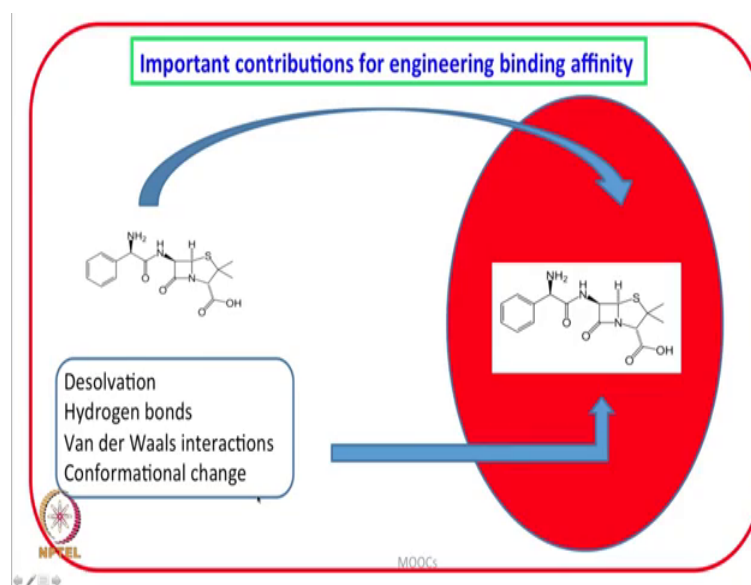 Important contributions for engineering binding affinity
NH₂
H
N
H
S
O
O
N
O
OH
NH₂
H
N
H
S
O
O
N
O
OH
Desolvation
Hydrogen bonds
Van der Waals interactions
Conformational change
NPTEL
MOOCs